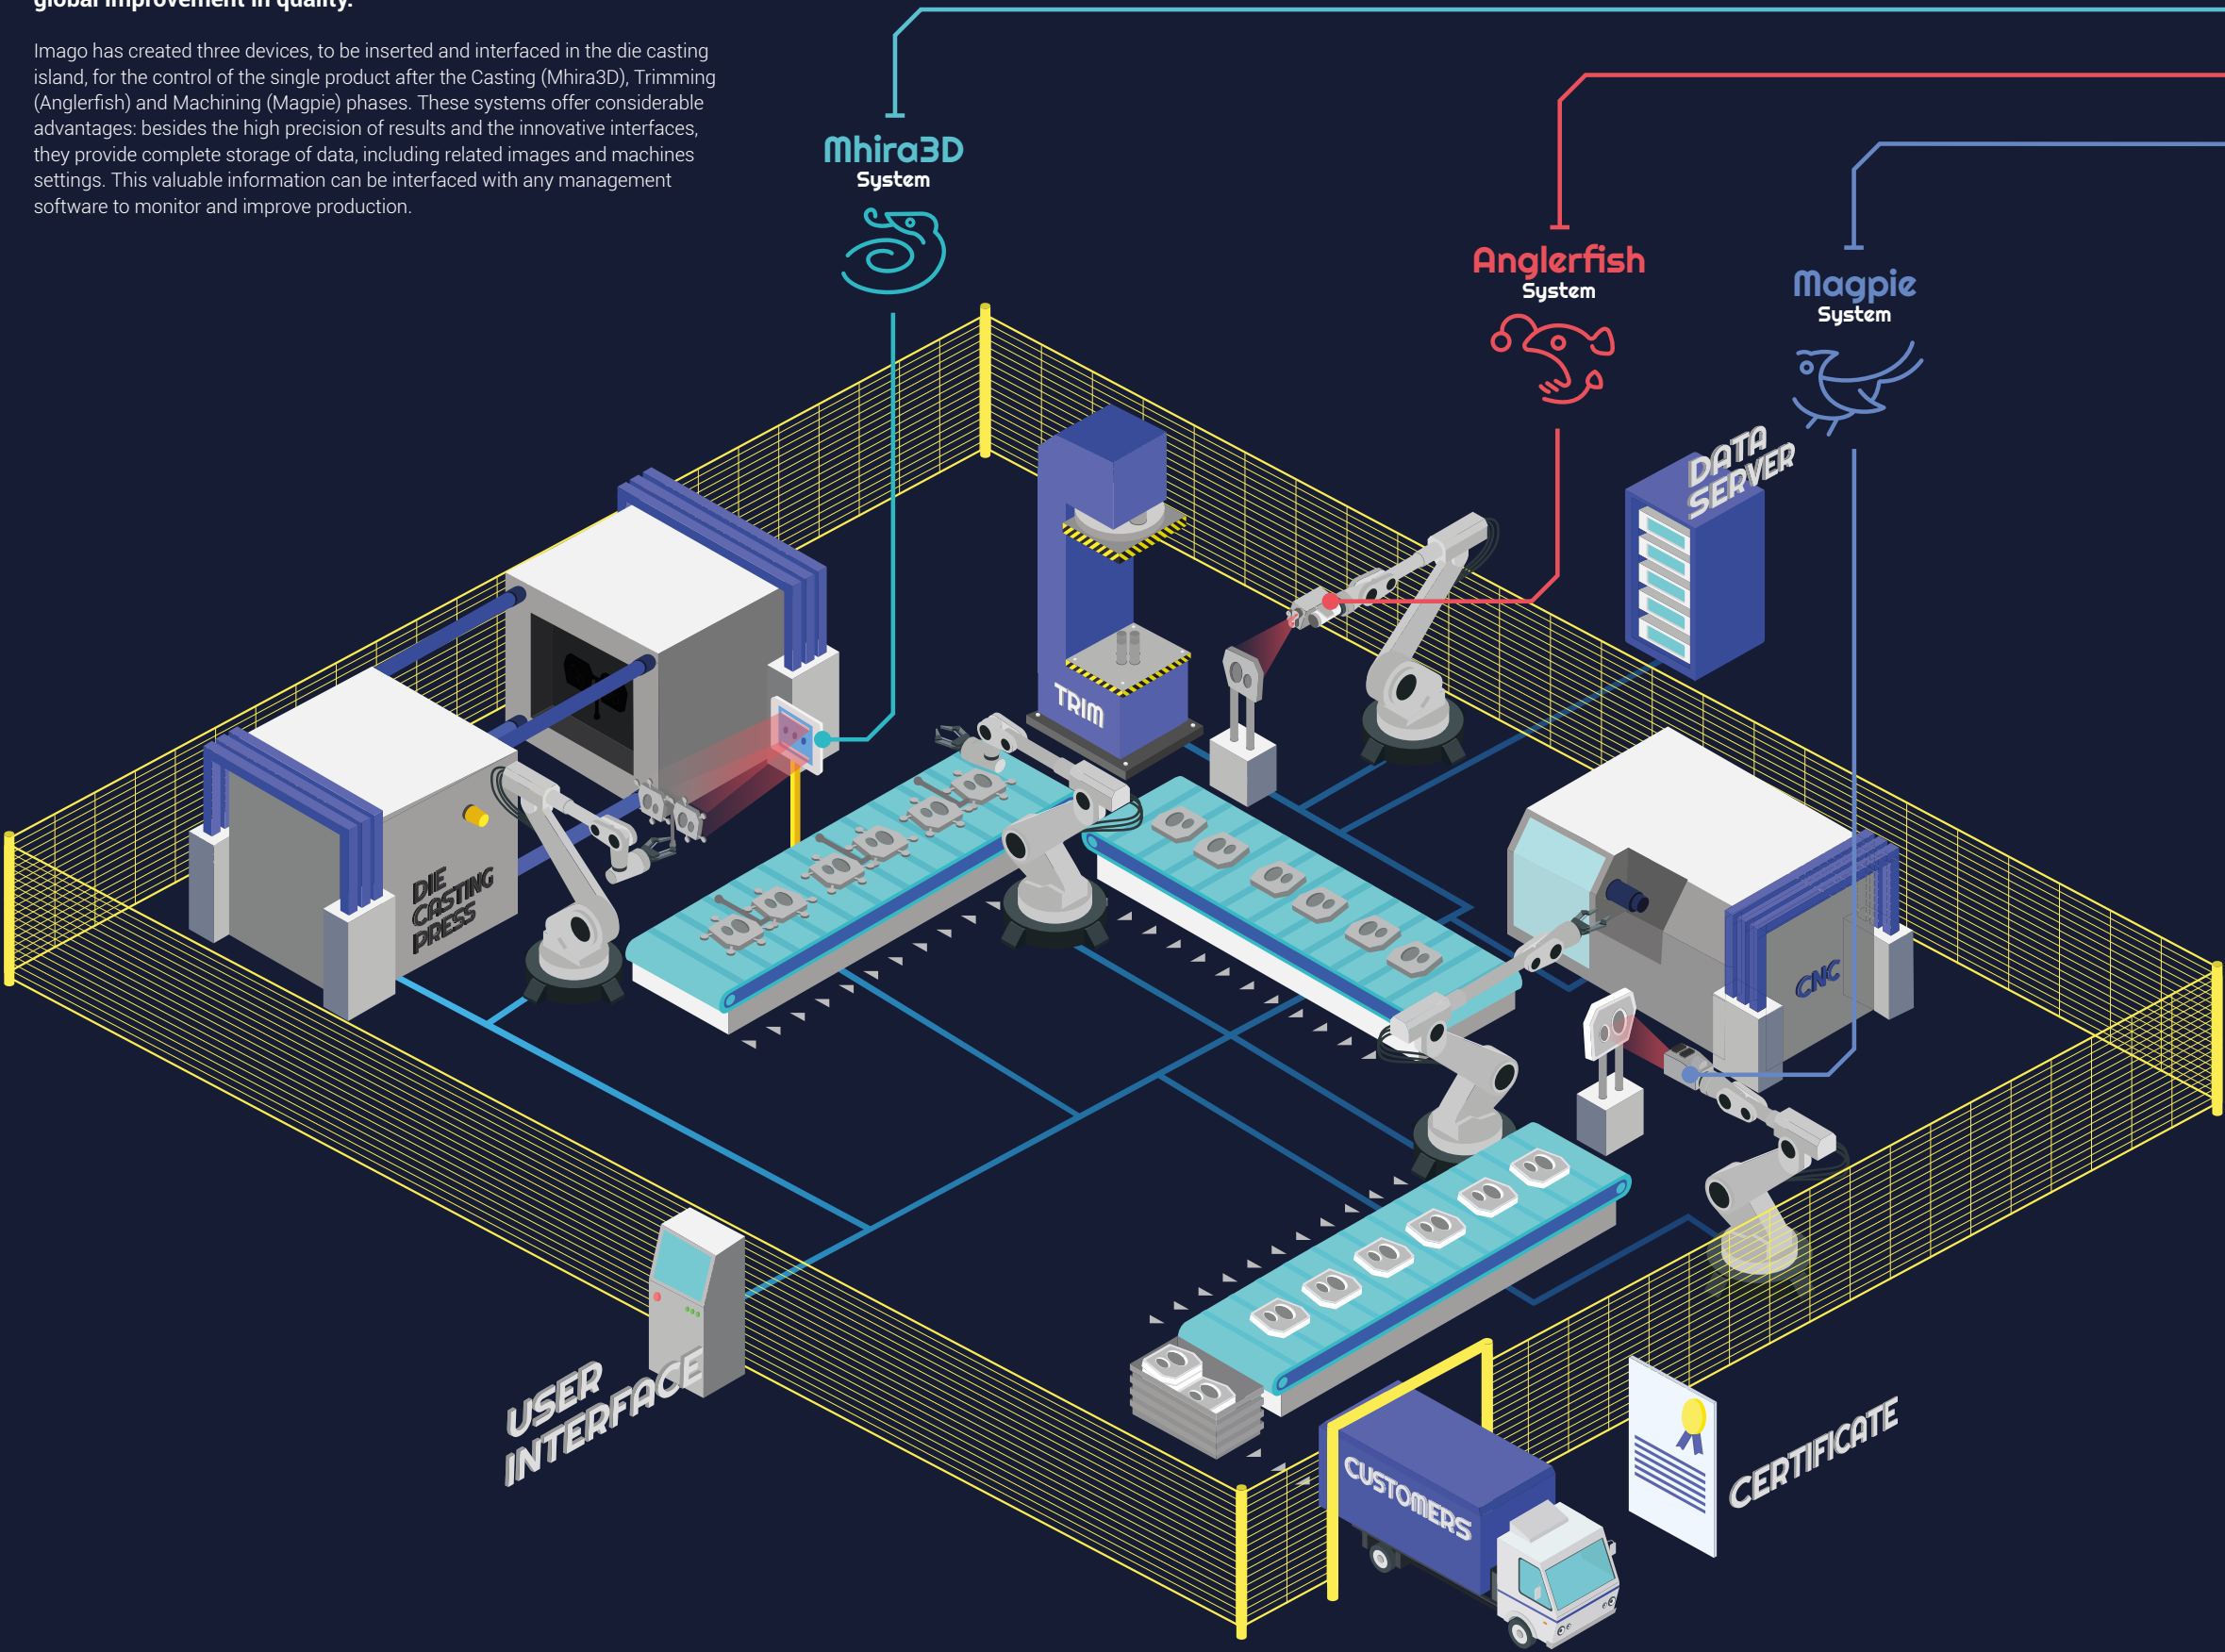 global improvement in quality.
Imago has created three devices, to be inserted and interfaced in the die casting
island, for the control of the single product after the Casting (Mhira3D), Trimming
(Anglerfish) and Machining (Magpie) phases. These systems offer considerable
advantages: besides the high precision of results and the innovative interfaces,
they provide complete storage of data, including related images and machines
settings. This valuable information can be interfaced with any management
software to monitor and improve production.
Mhira3D
System
Anglerfish
System
Magpie
System
DATA
SERVER
TRIM
DIE
CASTING
PRESS
CNC
USER
INTERFACE
CUSTOMERS
CERTIFICATE